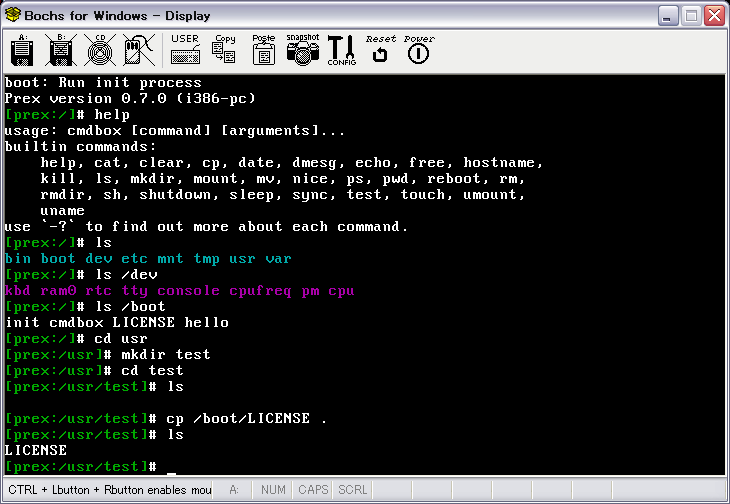 Bochs for Windows - Display
A: B: CD USER Copy Paste snapshot CONFIG Reset Power
boot: Run init process
Prex version 0.7.0 (i386-pc)
[prex:/]# help
usage: cmdbox [command] [arguments]...
builtin commands:
    help, cat, clear, cp, date, dmesg, echo, free, hostname,
    kill, ls, mkdir, mount, mv, nice, ps, pwd, reboot, rm,
    rmdir, sh, shutdown, sleep, sync, test, touch, umount,
    uname
use `-?` to find out more about each command.
[prex:/]# ls
bin boot dev etc mnt tmp usr var
[prex:/]# ls /dev
kbd ram0 rtc tty console cpufreq pm cpu
[prex:/]# ls /boot
init cmdbox LICENSE hello
[prex:/]# cd usr
[prex:/usr]# mkdir test
[prex:/usr]# cd test
[prex:/usr/test]# ls
[prex:/usr/test]# cp /boot/LICENSE .
[prex:/usr/test]# ls
LICENSE
[prex:/usr/test]# _
CTRL + Lbutton + Rbutton enables mou A: NUM CAPS SCRL